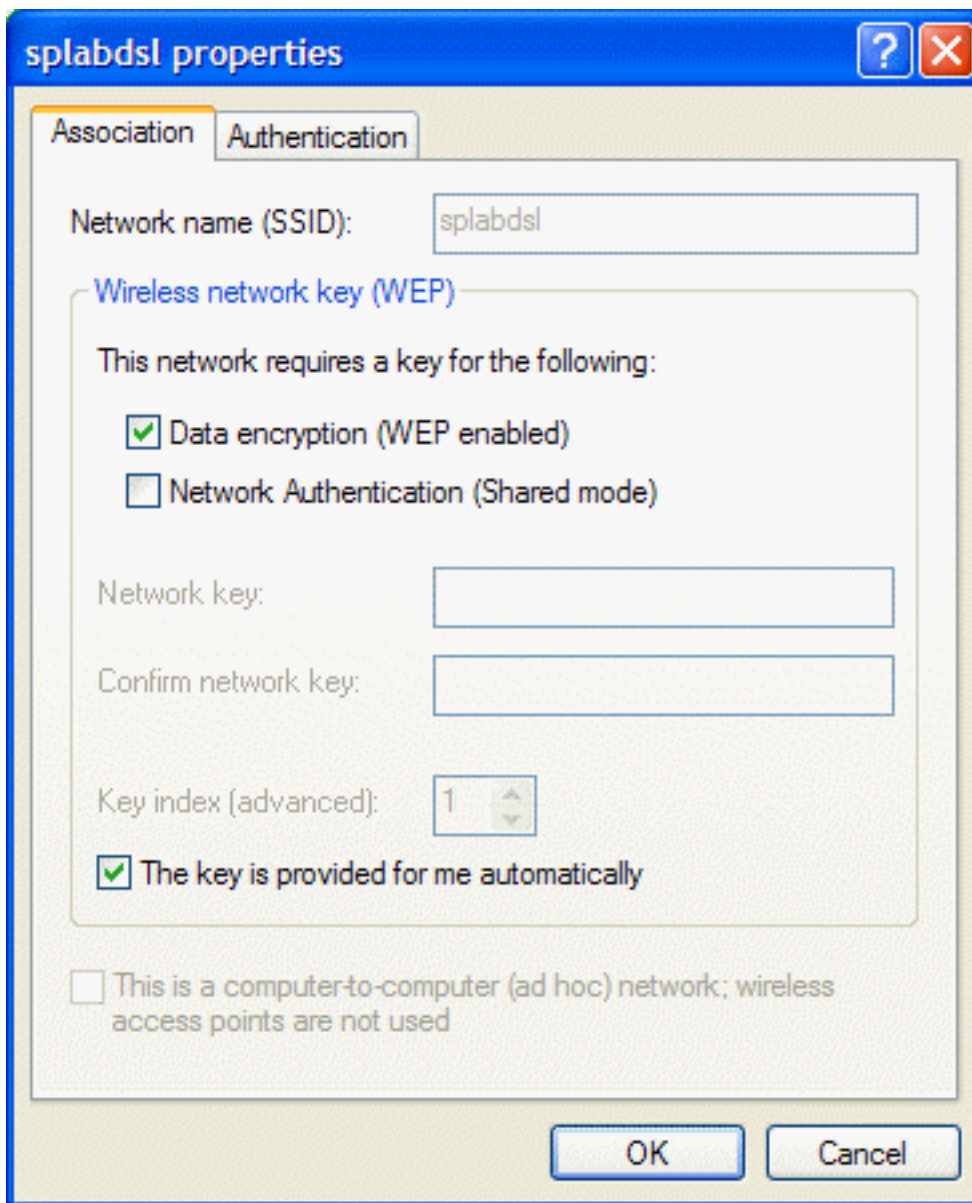 splabdsl properties
Association
Authentication
Network name (SSID):
splabdsl
Wireless network key (WEP)
This network requires a key for the following:
Data encryption (WEP enabled)
Network Authentication (Shared mode)
Network key:
Confirm network key:
Key index (advanced):
1
The key is provided for me automatically
This is a computer-to-computer (ad hoc) network; wireless
access points are not used
OK
Cancel